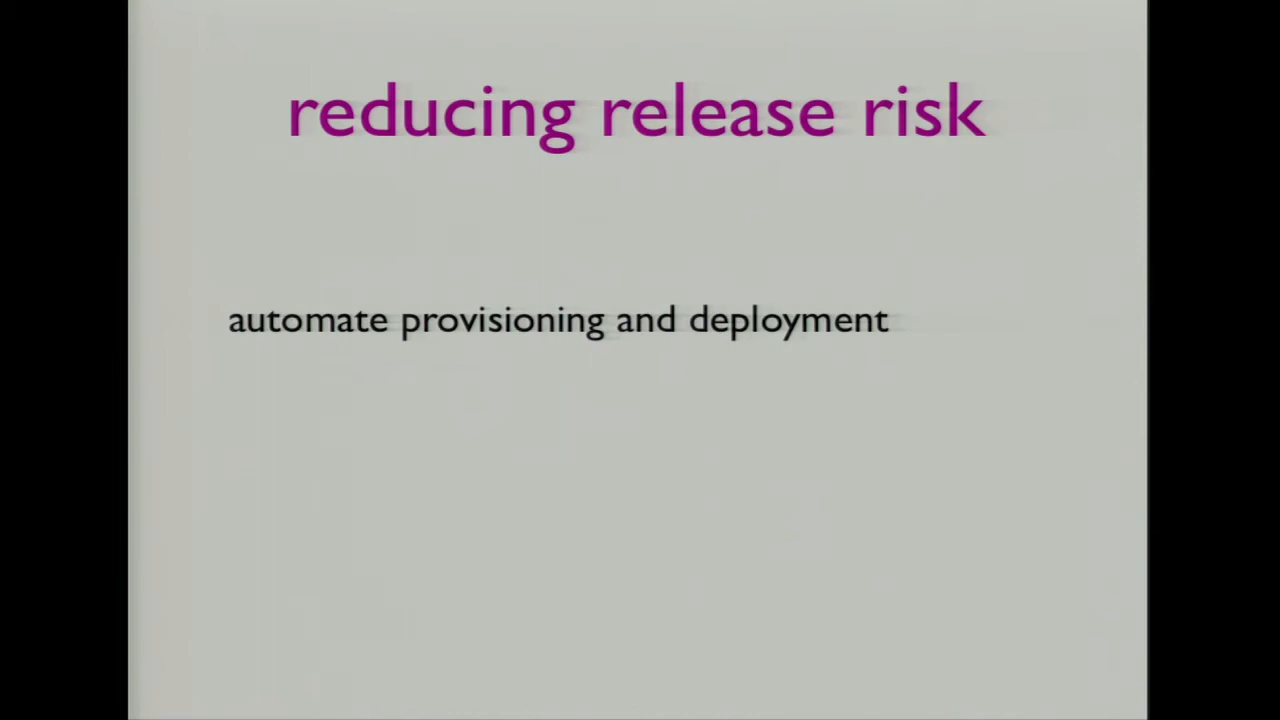 reducing release risk
automate provisioning and deployment